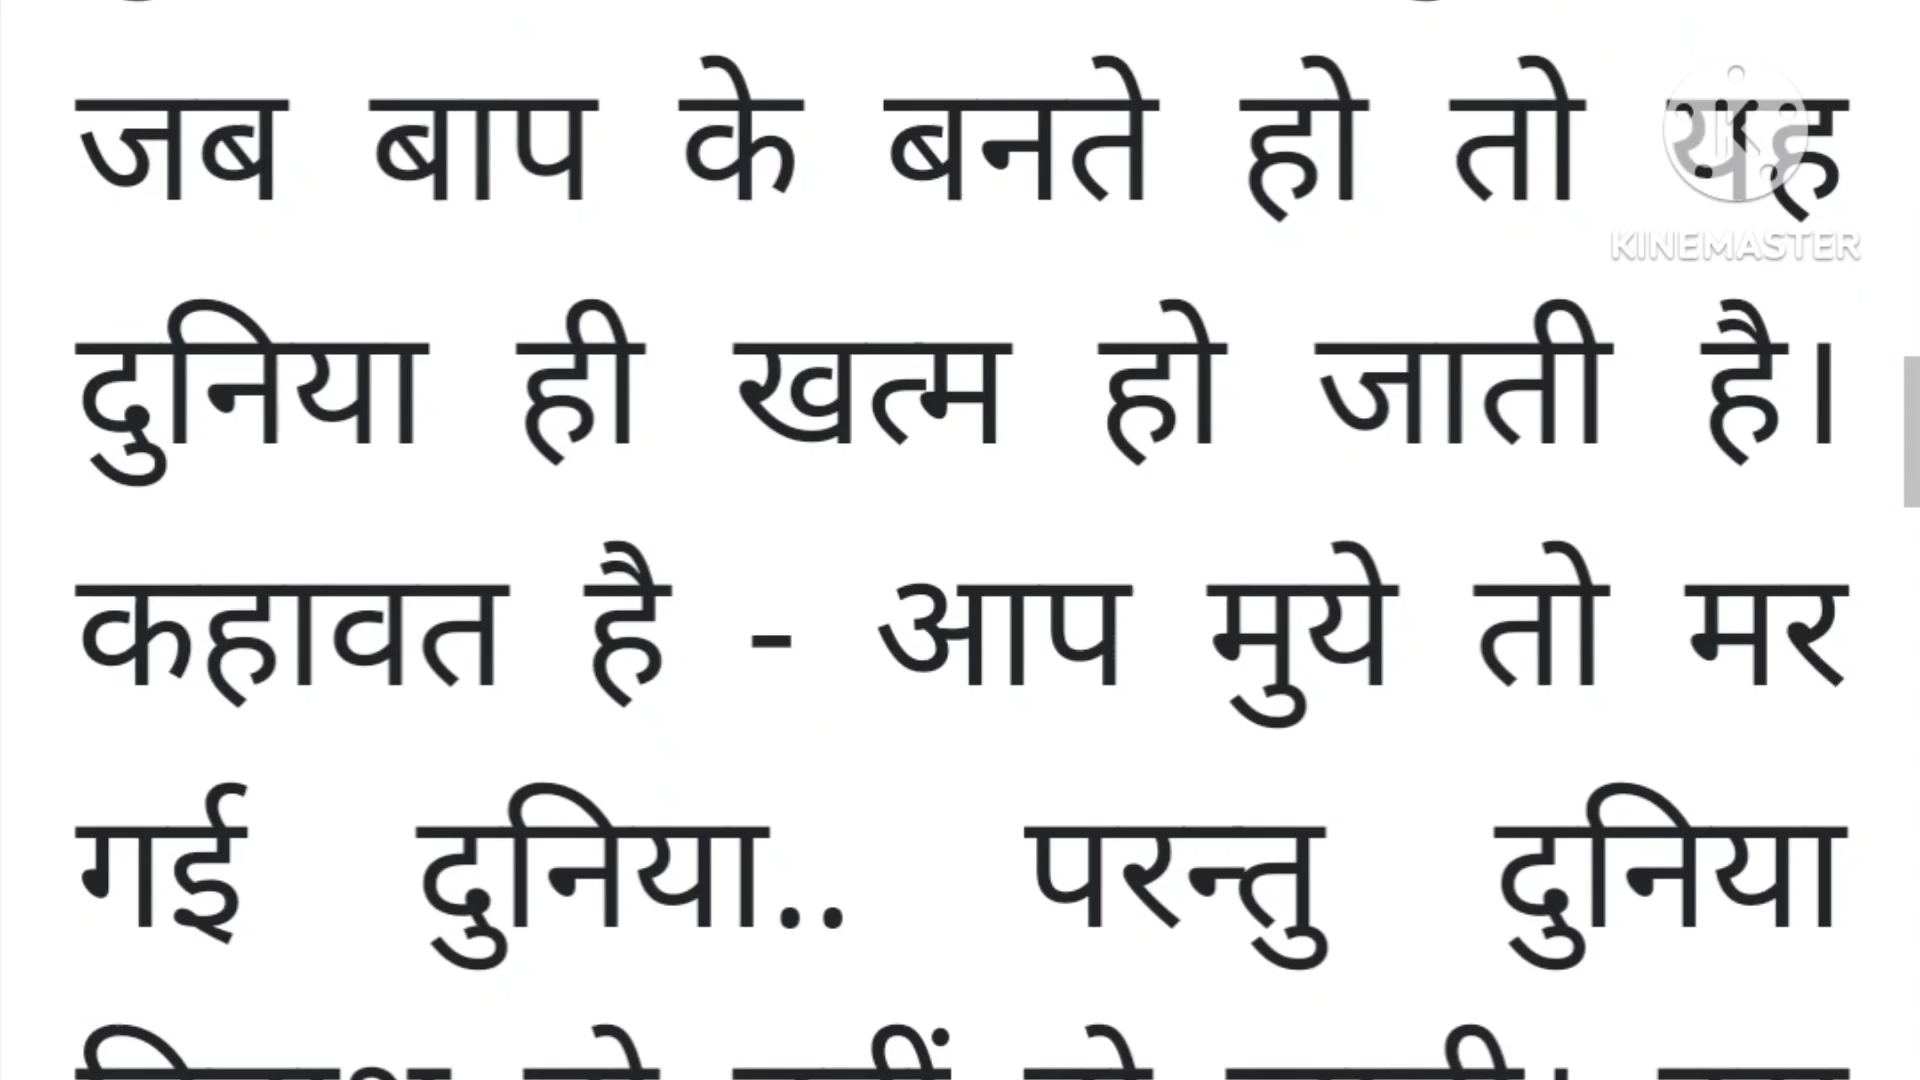 जब बाप के बनते हो तो यह
KINEMASTER
दुनिया ही खत्म हो जाती है।
कहावत है - आप मुये तो मर
गई दुनिया.. परन्तु दुनिया